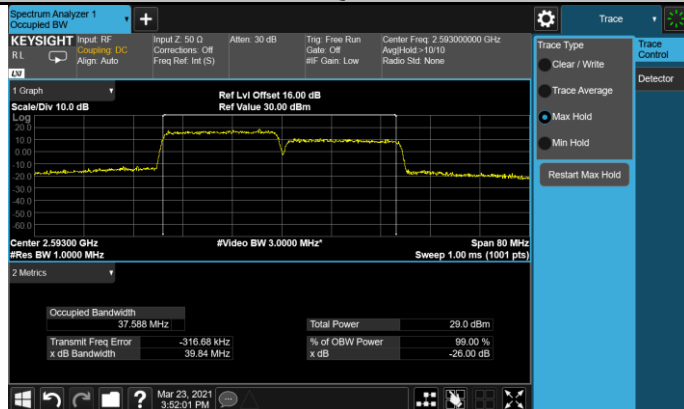 Spectrum Analyzer 1
Occupied BW
Trace
KEYSIGHT
R L
LXI
Input: RF
Coupling: DC
Align: Auto
Input Z: 50 Ω
Corrections: Off
Freq Ref: Int (S)
Atten: 30 dB
Trig: Free Run
Gate: Off
#IF Gain: Low
Center Freq: 2.593000000 GHz
Avg|Hold:>10/10
Radio Std: None
Trace Type
Clear / Write
Trace Average
Max Hold
Min Hold
Restart Max Hold
Trace
Control
Detector
1 Graph
Scale/Div 10.0 dB
Ref Lvl Offset 16.00 dB
Ref Value 30.00 dBm
Log
20.0
10.0
0.00
-10.0
-20.0
-30.0
-40.0
-50.0
-60.0
Center 2.59300 GHz
#Res BW 1.0000 MHz
#Video BW 3.0000 MHz*
Span 80 MHz
Sweep 1.00 ms (1001 pts)
2 Metrics
Occupied Bandwidth
37.588 MHz
Transmit Freq Error -316.68 kHz
x dB Bandwidth 39.84 MHz
Total Power 29.0 dBm
% of OBW Power 99.00 %
x dB -26.00 dB
?
Mar 23, 2021
3:52:01 PM